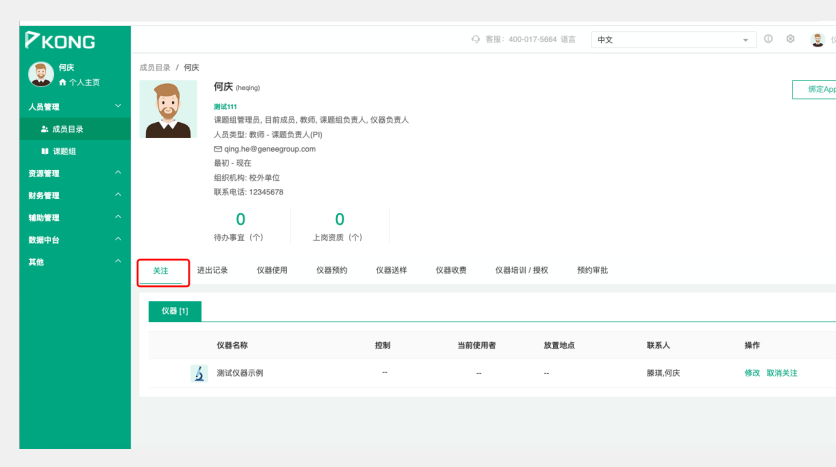 KONG
客服：400-017-5664 语言 中文
何庆
个人主页
人员管理
成员目录
课题组
资源管理
财务管理
辅助管理
数据中台
其他
成员目录 / 何庆
何庆 (heqing)
绑定App
测试111
课题组管理员, 目前成员, 教师, 课题组负责人, 仪器负责人
人员类型: 教师 - 课题负责人(PI)
qing.he@geneegroup.com
最初 - 现在
组织机构: 校外单位
联系电话: 12345678
0 0
待办事宜（个） 上岗资质（个）
关注 进出记录 仪器使用 仪器预约 仪器送样 仪器收费 仪器培训 / 授权 预约审批
仪器 [1]
仪器名称 控制 当前使用者 放置地点 联系人 操作
测试仪器示例 -- -- -- 滕琪,何庆 修改 取消关注